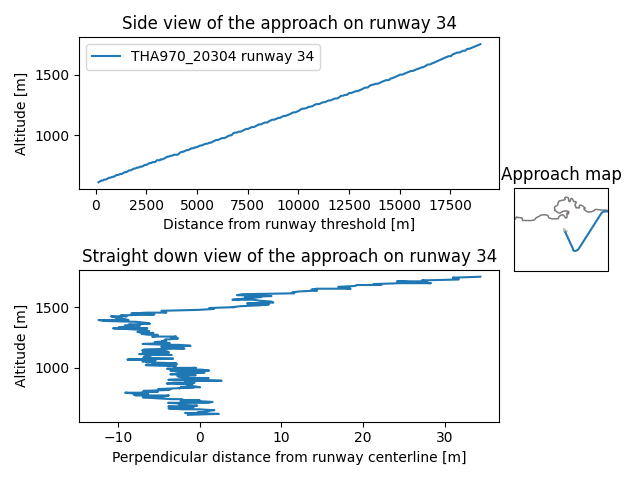 Side view of the approach on runway 34
THA970_20304 runway 34
Altitude [m]
1500
1000
0 2500 5000 7500 10000 12500 15000 17500
Distance from runway threshold [m]
Approach map
Straight down view of the approach on runway 34
Altitude [m]
1500
1000
−10 0 10 20 30
Perpendicular distance from runway centerline [m]